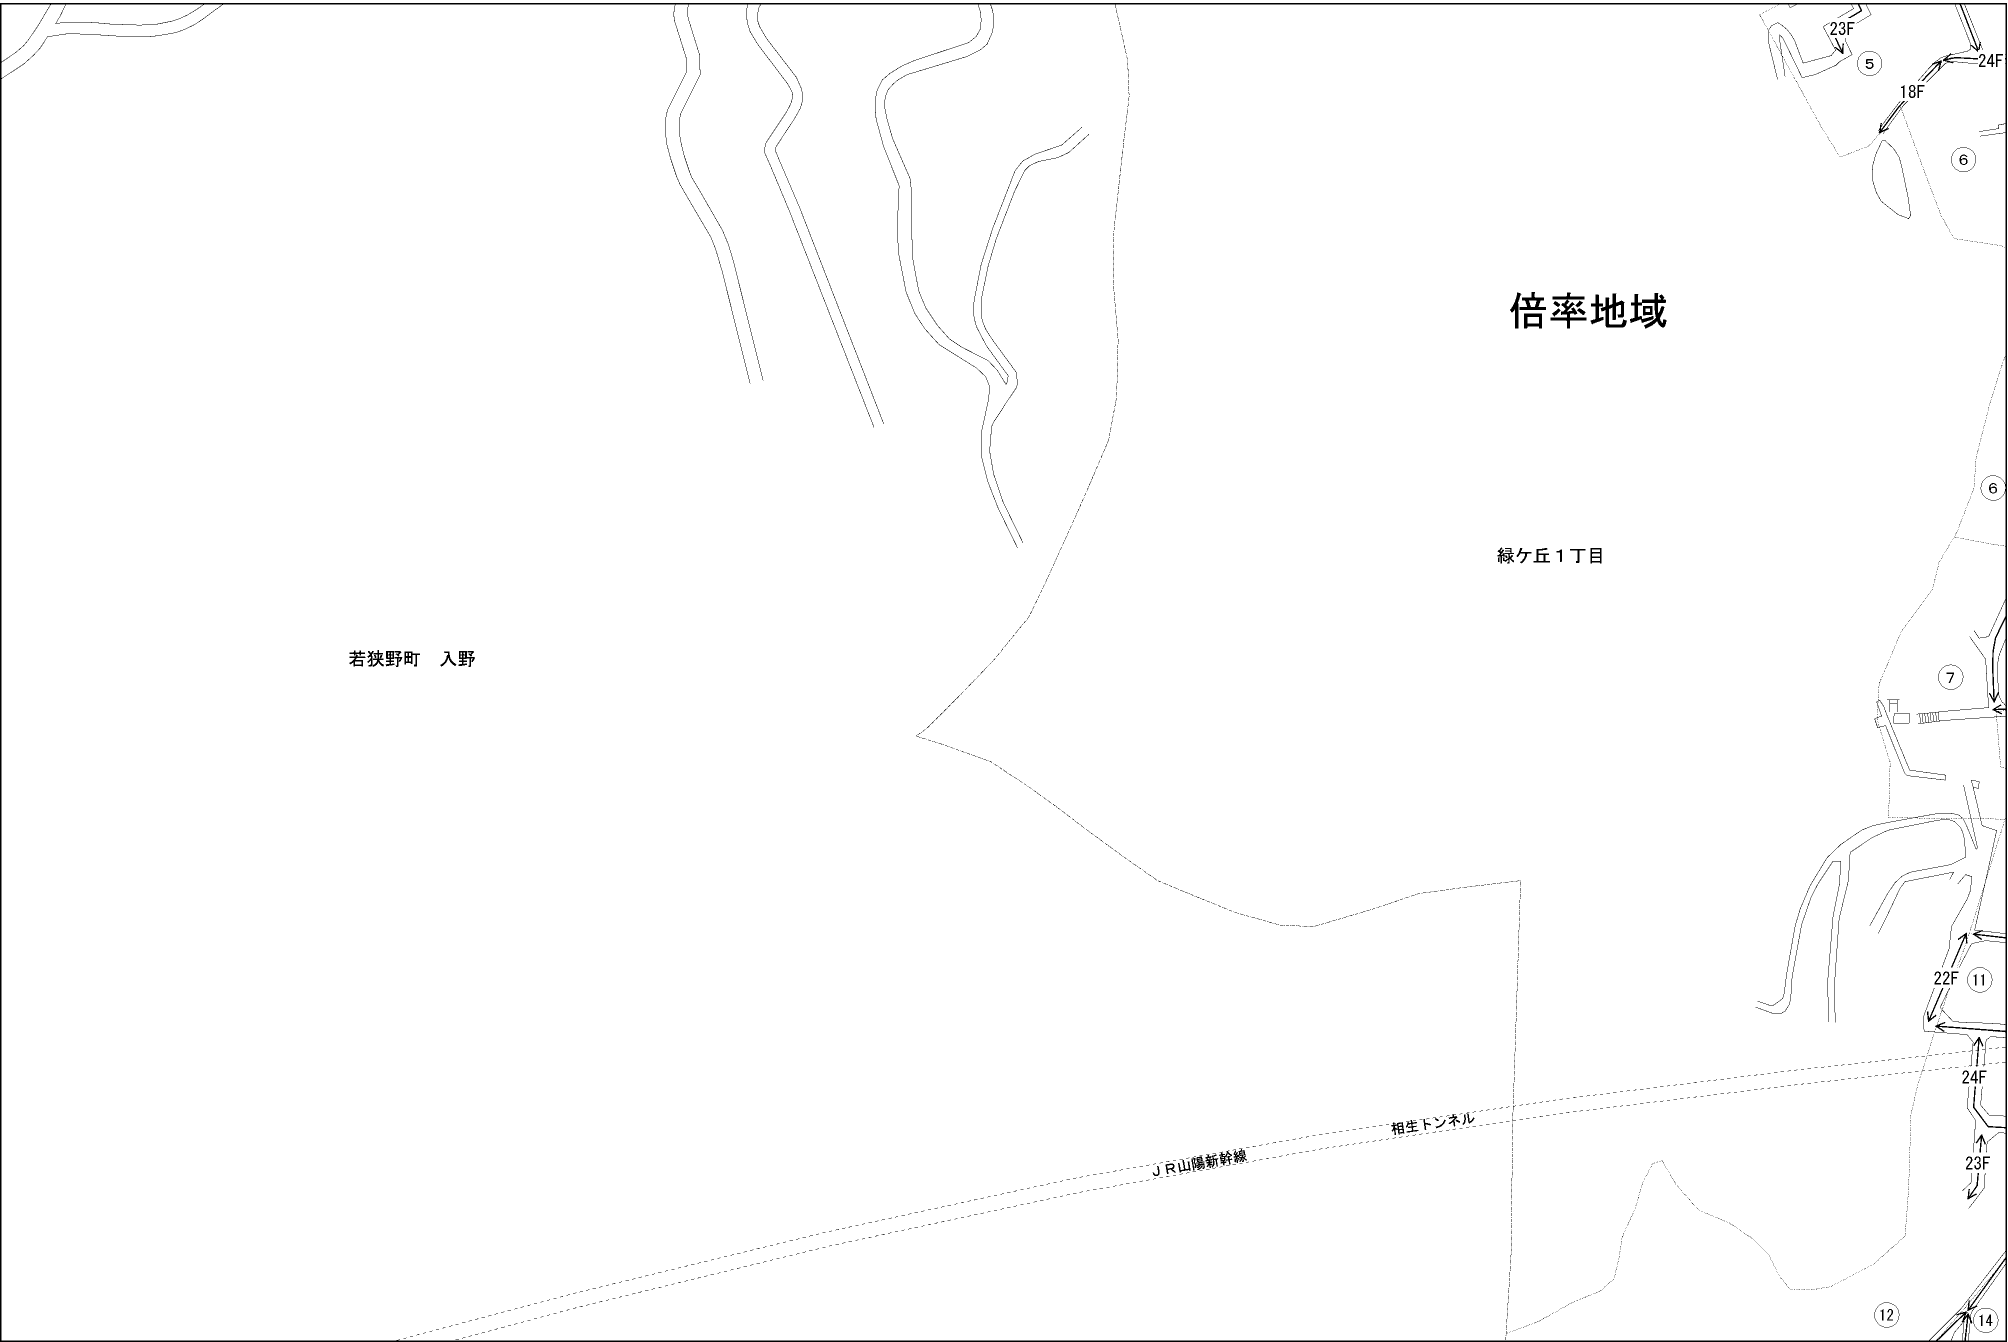 23F
24F
⑤
18F
⑥
倍率地域
⑥
緑ケ丘１丁目
若狭野町　入野
⑦
22F
⑪
24F
相生トンネル
ＪＲ山陽新幹線
23F
⑫
⑭